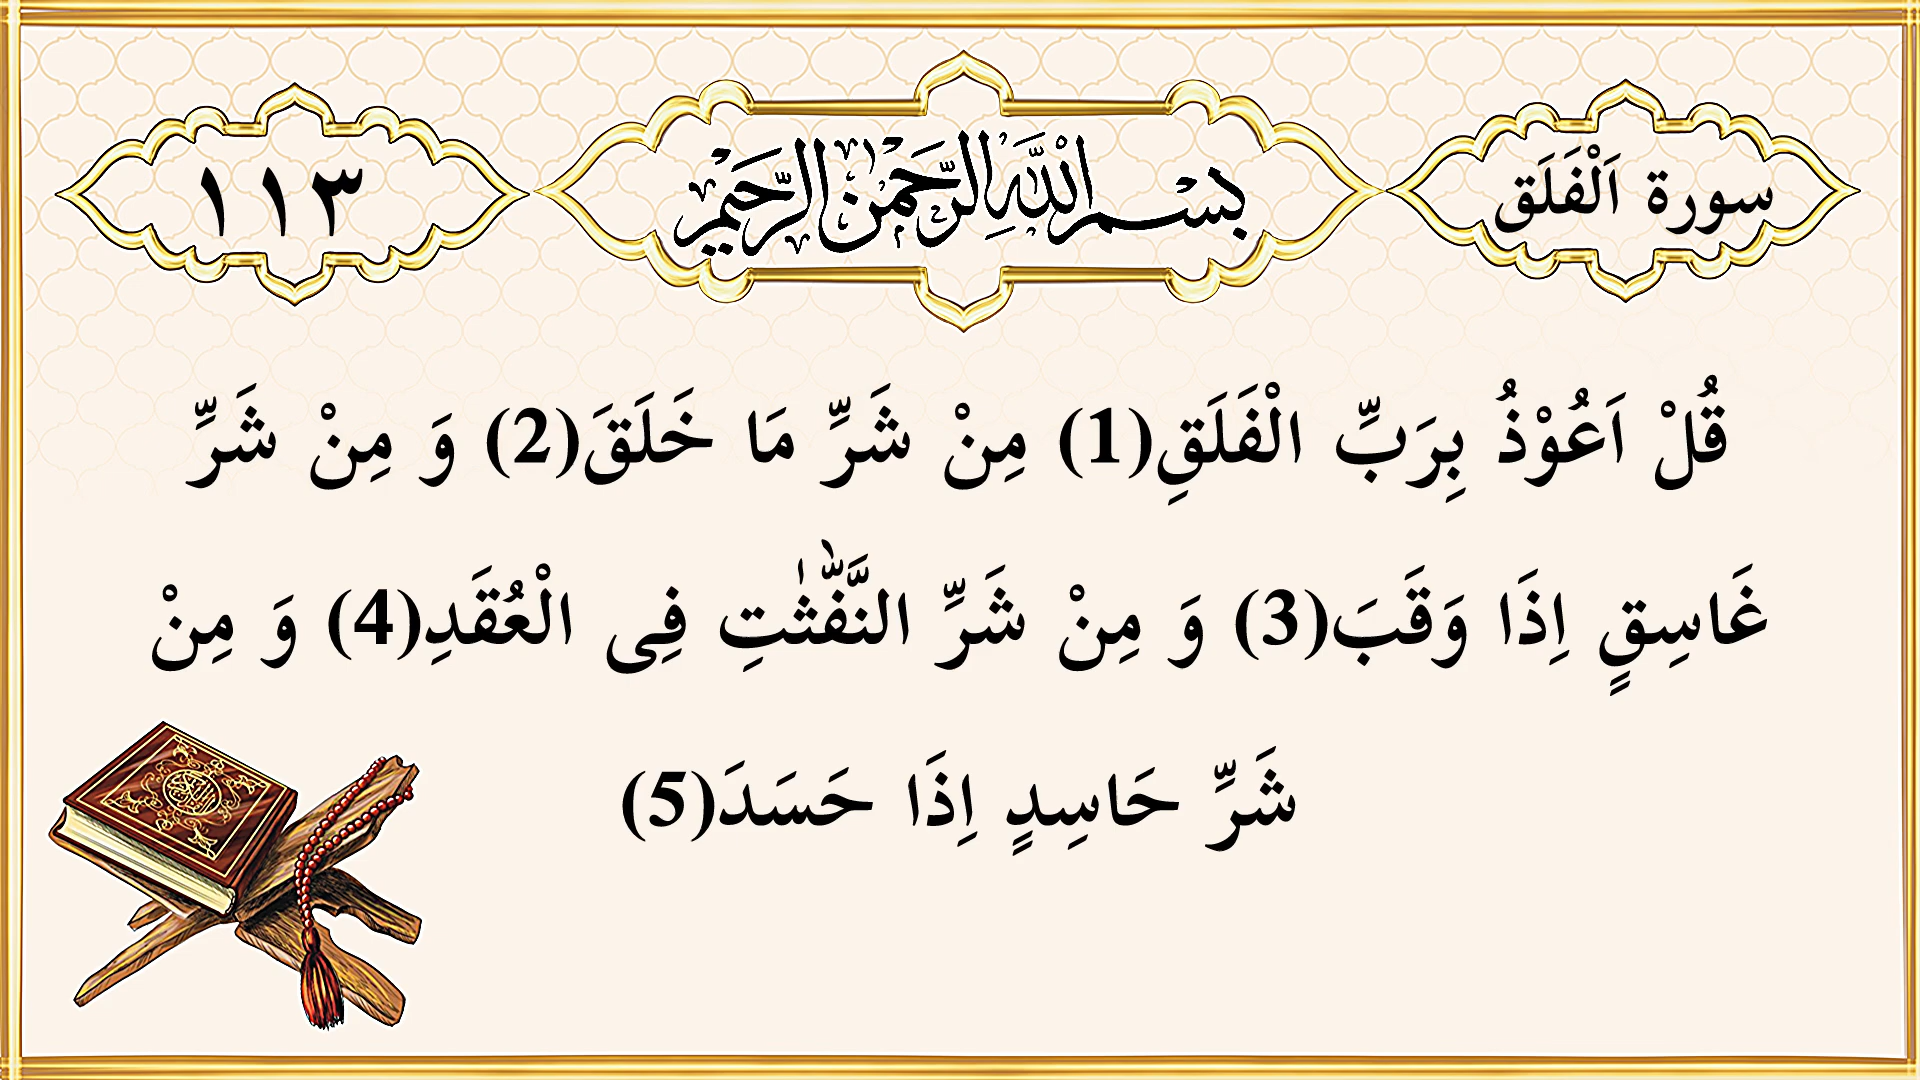 سورة اَلْفَلَق
بسم الله الرحمن الرحيم
١١٣
قُلْ اَعُوْذُ بِرَبِّ الْفَلَقِ(1) مِنْ شَرِّ مَا خَلَقَ(2) وَ مِنْ شَرِّ
غَاسِقٍ اِذَا وَقَبَ(3) وَ مِنْ شَرِّ النَّفّٰثٰتِ فِی الْعُقَدِ(4) وَ مِنْ
شَرِّ حَاسِدٍ اِذَا حَسَدَ(5)